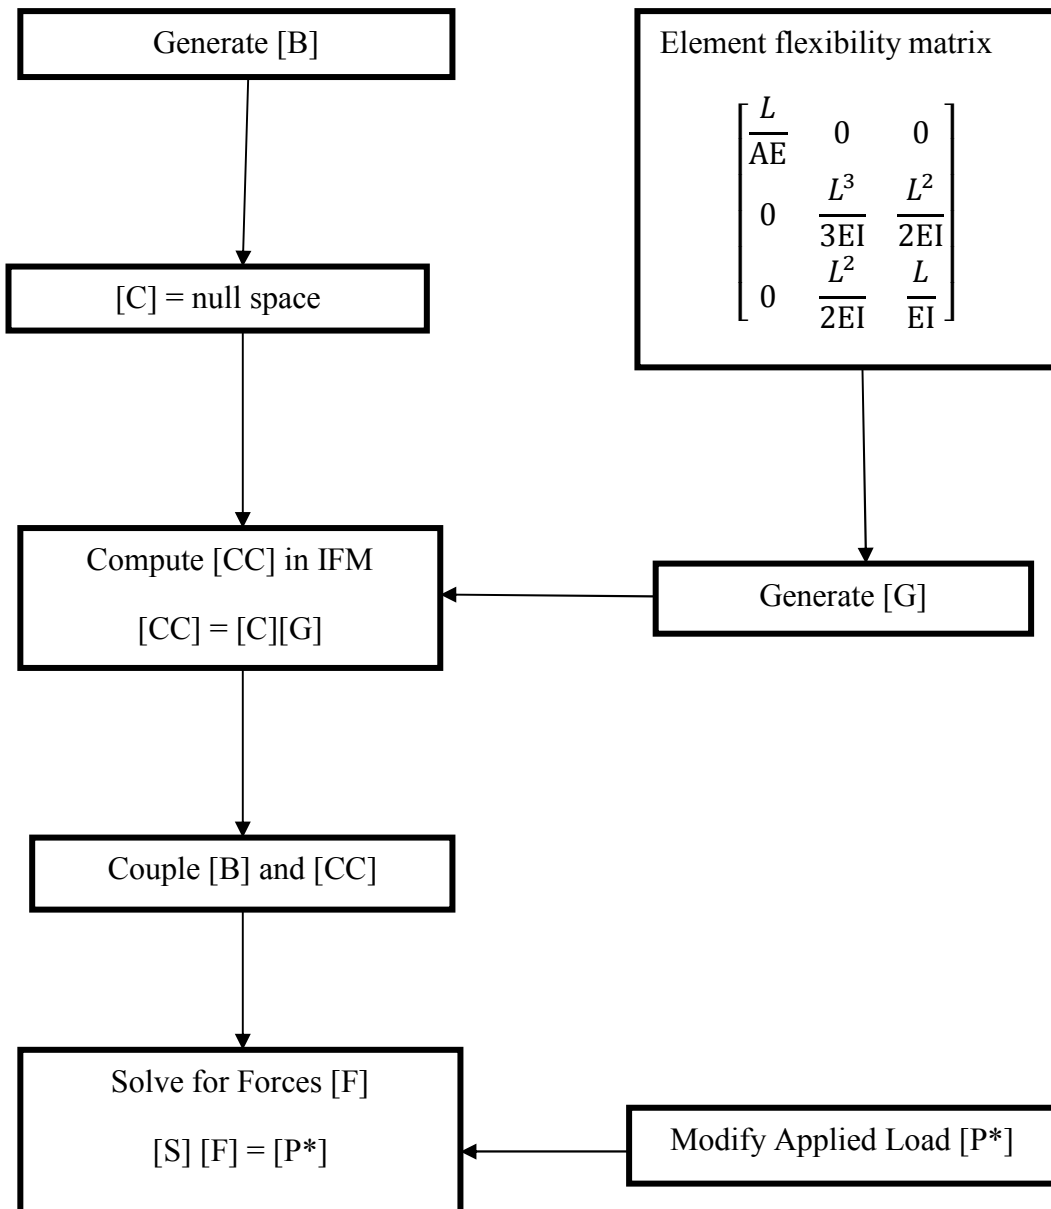 Generate [B]
Element flexibility matrix
L/AE 0 0
0 L³/3EI L²/2EI
0 L²/2EI L/EI
[C] = null space
Compute [CC] in IFM
[CC] = [C][G]
Generate [G]
Couple [B] and [CC]
Solve for Forces [F]
[S] [F] = [P*]
Modify Applied Load [P*]